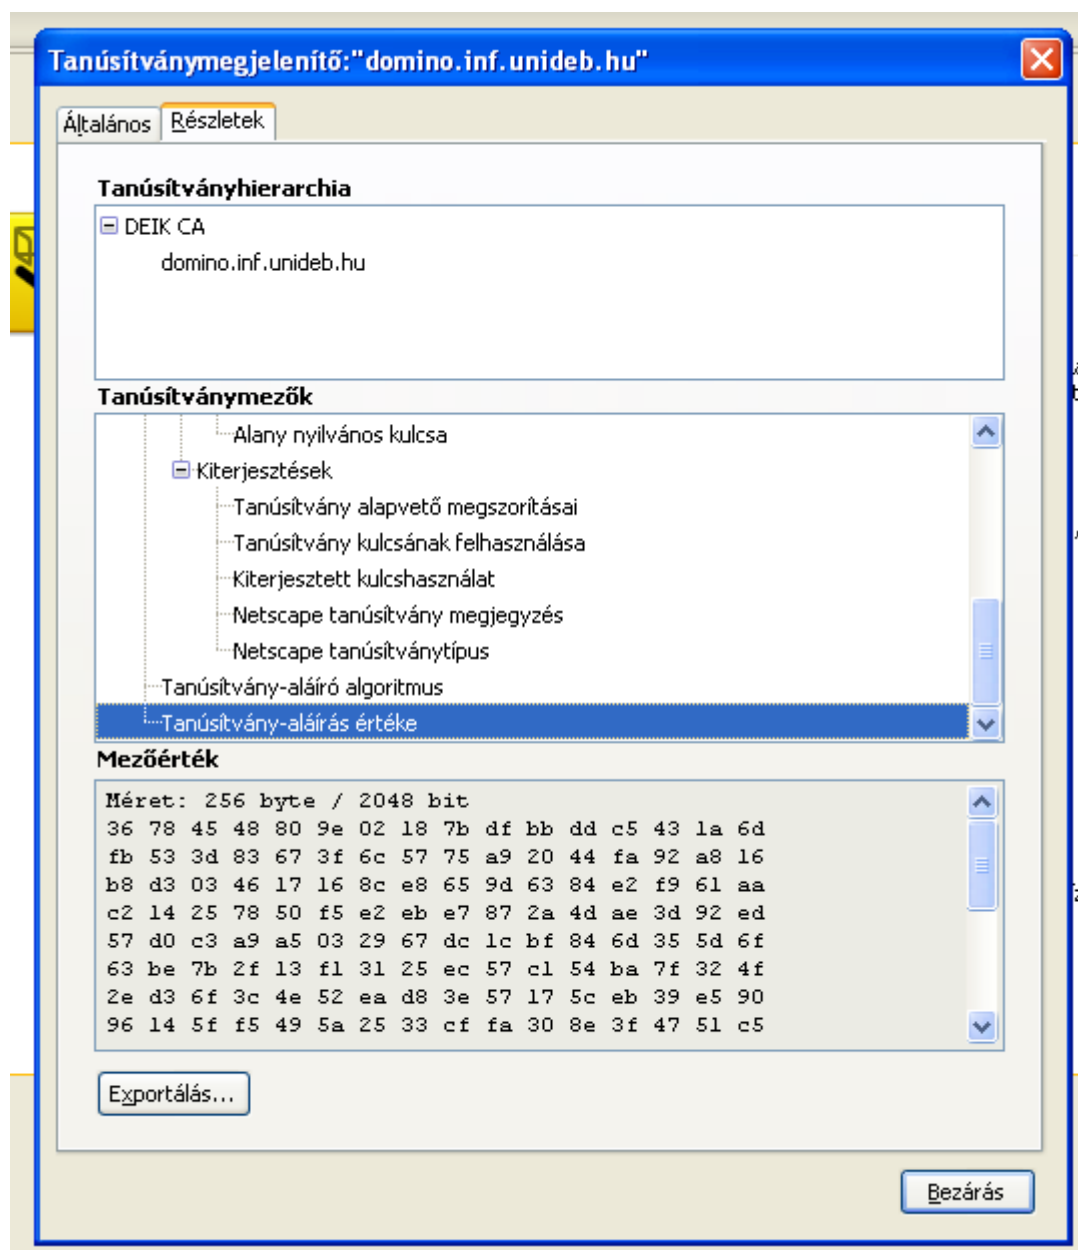 Tanúsítványmegjelenítő:"domino.inf.unideb.hu"
Általános Részletek
Tanúsítványhierarchia
DEIK CA
domino.inf.unideb.hu
Tanúsítványmezők
Alany nyilvános kulcsa
Kiterjesztések
Tanúsítvány alapvető megszorításai
Tanúsítvány kulcsának felhasználása
Kiterjesztett kulcshasználat
Netscape tanúsítvány megjegyzés
Netscape tanúsítványtípus
Tanúsítvány-aláíró algoritmus
Tanúsítvány-aláírás értéke
Mezőérték
Méret: 256 byte / 2048 bit
36 78 45 48 80 9e 02 18 7b df bb dd c5 43 1a 6d
fb 53 3d 83 67 3f 6c 57 75 a9 20 44 fa 92 a8 16
b8 d3 03 46 17 16 8c e8 65 9d 63 84 e2 f9 61 aa
c2 14 25 78 50 f5 e2 eb e7 87 2a 4d ae 3d 92 ed
57 d0 c3 a9 a5 03 29 67 dc 1c bf 84 6d 35 5d 6f
63 be 7b 2f 13 f1 31 25 ec 57 c1 54 ba 7f 32 4f
2e d3 6f 3c 4e 52 ea d8 3e 57 17 5c eb 39 e5 90
96 14 5f f5 49 5a 25 33 cf fa 30 8e 3f 47 51 c5
Exportálás...
Bezárás